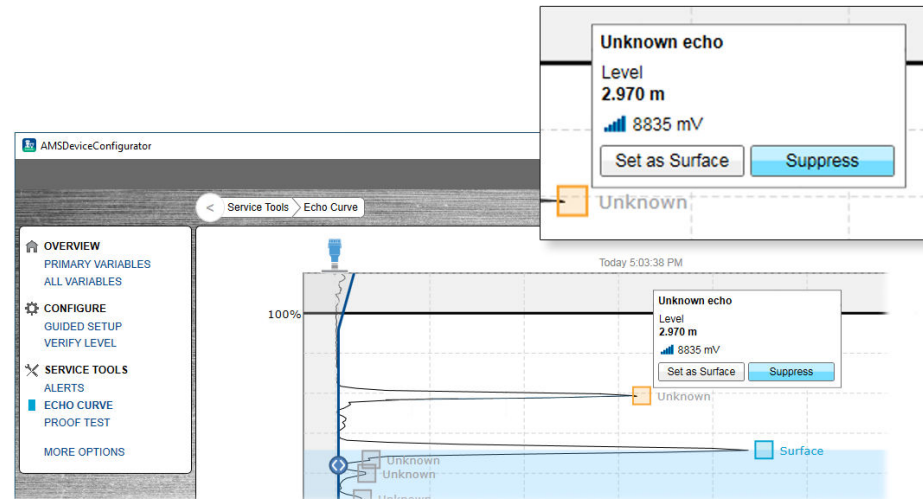 Unknown echo
Level
2.970 m
8835 mV
Set as Surface
Suppress
Unknown
AMSDeviceConfigurator
<
Service Tools
Echo Curve
OVERVIEW
PRIMARY VARIABLES
ALL VARIABLES
CONFIGURE
GUIDED SETUP
VERIFY LEVEL
SERVICE TOOLS
ALERTS
ECHO CURVE
PROOF TEST
MORE OPTIONS
Today 5:03:38 PM
100%
Unknown echo
Level
2.970 m
8835 mV
Set as Surface
Suppress
Unknown
Surface
Unknown
Unknown
Unknown